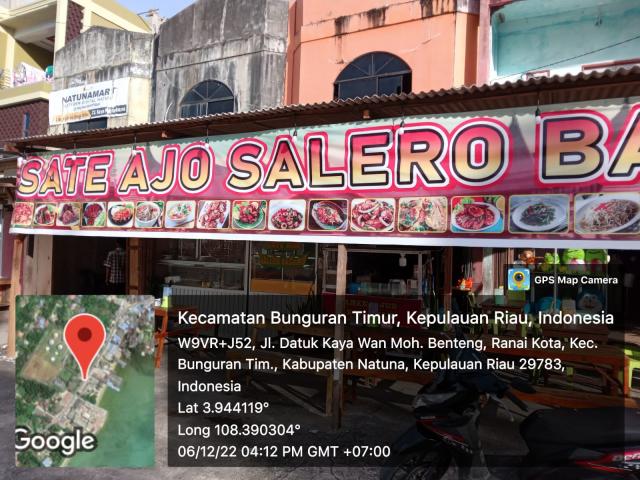 NATUNAMART
SATE AJO SALERO BA
GPS Map Camera
Kecamatan Bunguran Timur, Kepulauan Riau, Indonesia
W9VR+J52, Jl. Datuk Kaya Wan Moh. Benteng, Ranai Kota, Kec.
Bunguran Tim., Kabupaten Natuna, Kepulauan Riau 29783,
Indonesia
Lat 3.944119°
Long 108.390304°
06/12/22 04:12 PM GMT +07:00
Google